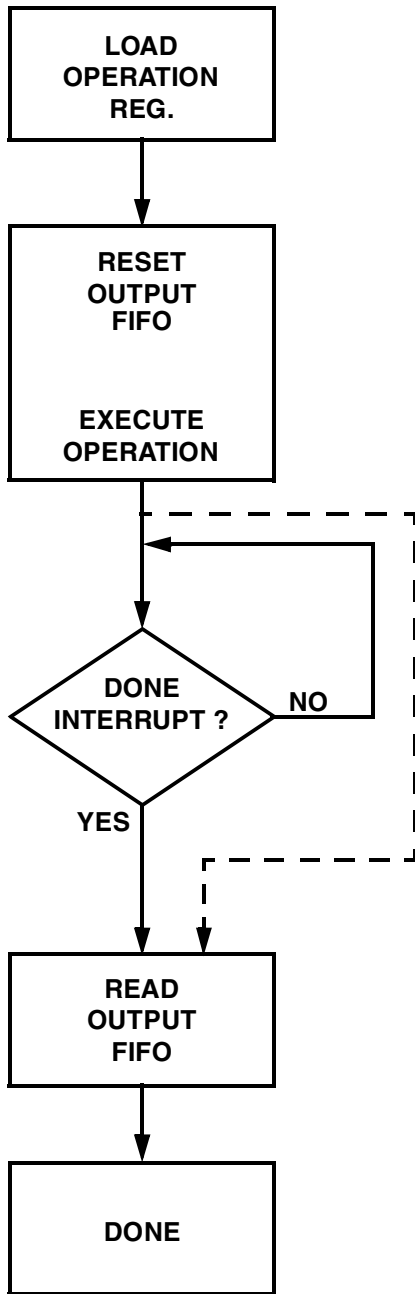 LOAD
OPERATION
REG.
RESET
OUTPUT
FIFO
EXECUTE
OPERATION
DONE
INTERRUPT ?
NO
YES
READ
OUTPUT
FIFO
DONE